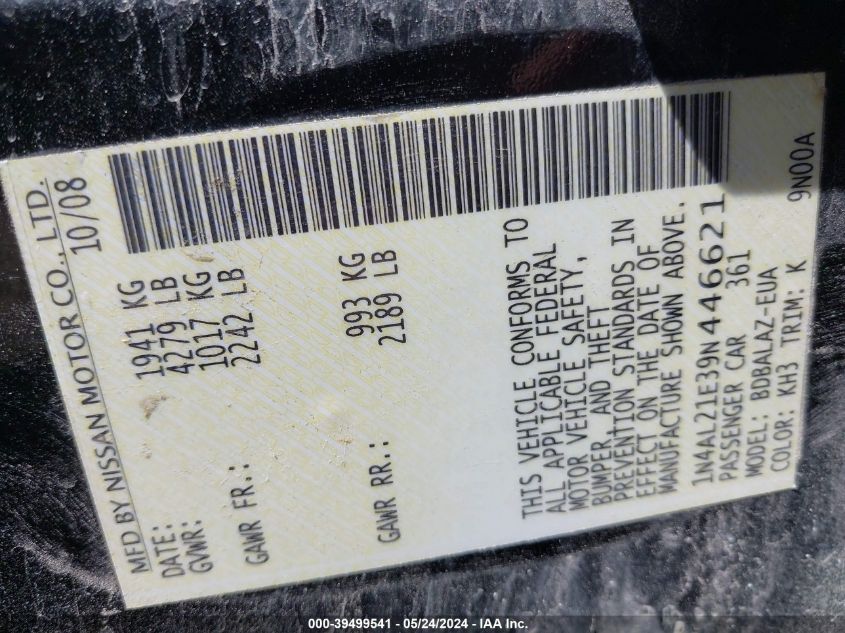 MFD BY NISSAN MOTOR CO., LTD.
DATE: 10/08
GVWR: 1941 KG
4279 LB
GAWR FR.: 1017 KG
2242 LB
GAWR RR.: 993 KG
2189 LB
THIS VEHICLE CONFORMS TO
ALL APPLICABLE FEDERAL
MOTOR VEHICLE SAFETY,
BUMPER, AND THEFT
PREVENTION STANDARDS IN
EFFECT ON THE DATE OF
MANUFACTURE SHOWN ABOVE.
1N4AL21E39N446621
PASSENGER CAR 361
MODEL: BDBALAZ-EUA
COLOR: KH3 TRIM: K 9N00A
000-39499541 / 05/24/2024 - IAA Inc.